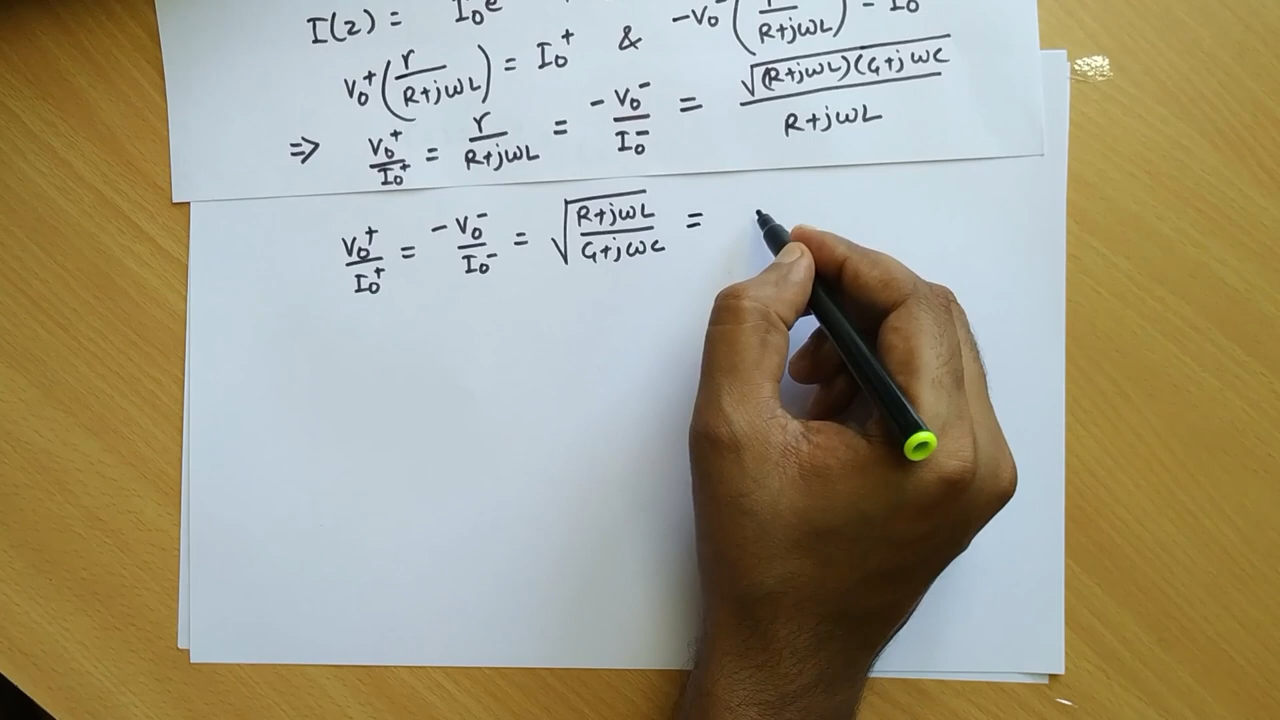 I(z) = I₀e
-V₀⁻(r/(R+jωL)) = I₀
V₀⁺(r/(R+jωL)) = I₀⁺ &
=> V₀⁺/I₀⁺ = r/(R+jωL) = -V₀⁻/I₀⁻ = √((R+jωL)(G+jωC))/(R+jωL)
V₀⁺/I₀⁺ = -V₀⁻/I₀⁻ = √((R+jωL)/(G+jωC)) =